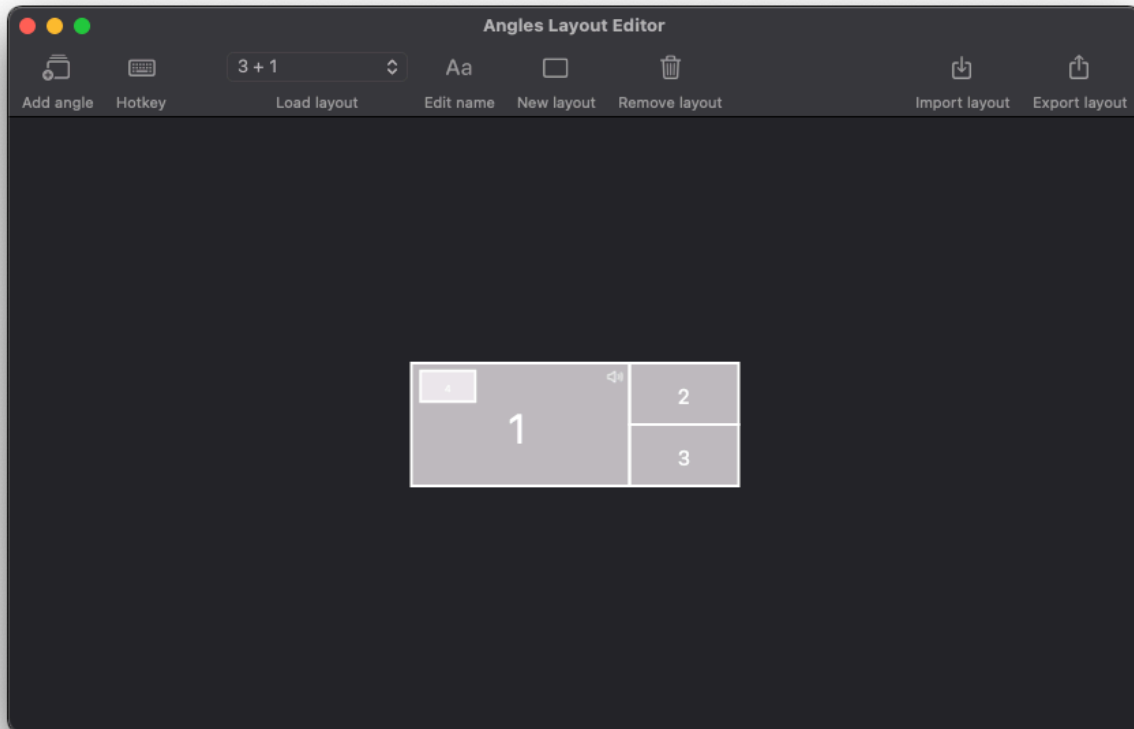 Angles Layout Editor
3 + 1
Aa
Add angle
Hotkey
Load layout
Edit name
New layout
Remove layout
Import layout
Export layout
1
2
3